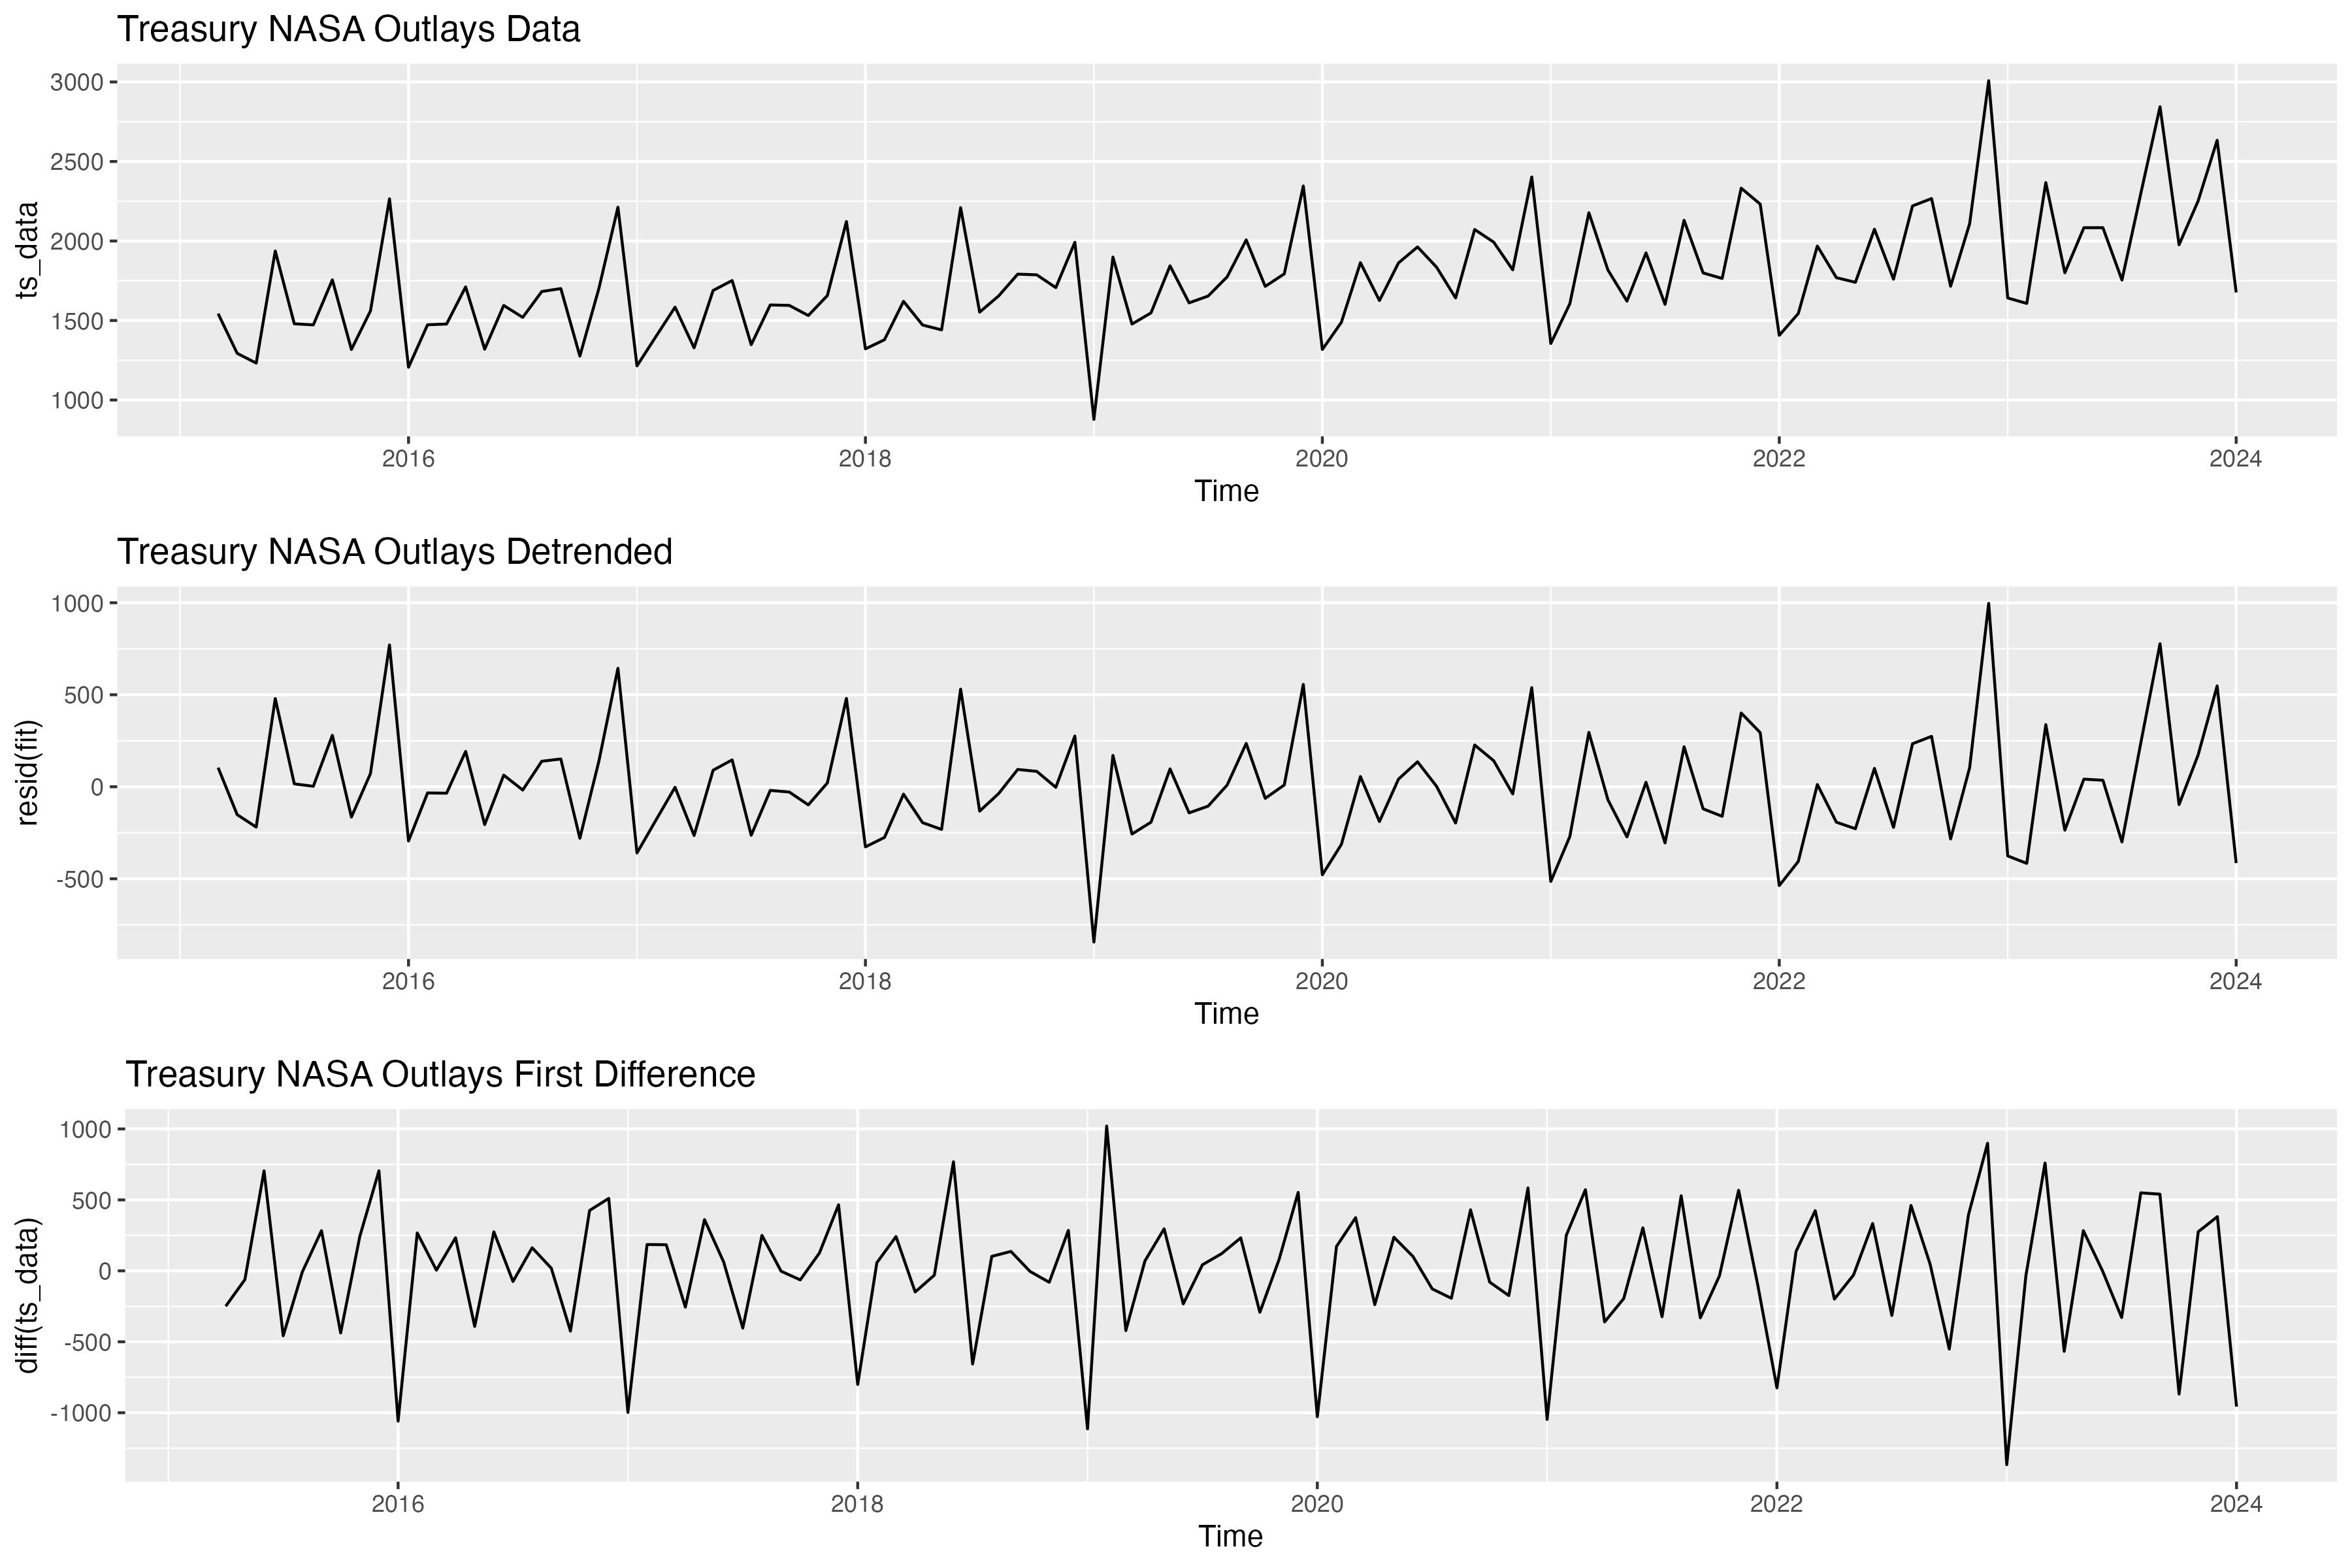 Treasury NASA Outlays Data
3000
2500
2000
1500
1000
ts_data
2016 2018 2020 2022 2024
Time
Treasury NASA Outlays Detrended
1000
500
0
-500
resid(fit)
2016 2018 2020 2022 2024
Time
Treasury NASA Outlays First Difference
1000
500
0
-500
-1000
diff(ts_data)
2016 2018 2020 2022 2024
Time